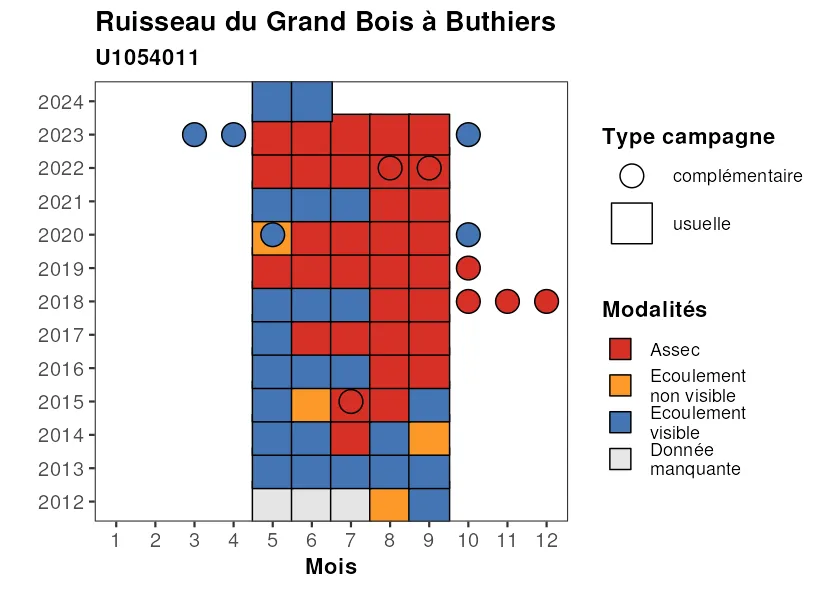 Ruisseau du Grand Bois à Buthiers
U1054011
2024
2023
2022
2021
2020
2019
2018
2017
2016
2015
2014
2013
2012
1 2 3 4 5 6 7 8 9 10 11 12
Mois
Type campagne
complémentaire
usuelle
Modalités
Assec
Ecoulement
non visible
Ecoulement
visible
Donnée
manquante